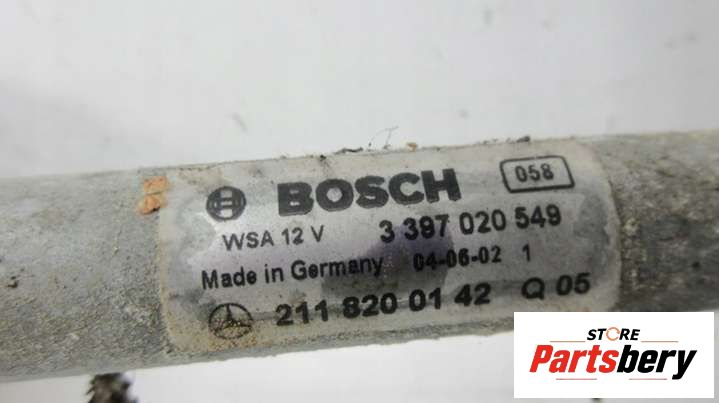 BOSCH 058
WSA 12 V 3 397 020 549
Made in Germany 04-06-02 1
211 820 01 42 Q 05
STORE
Partsbery